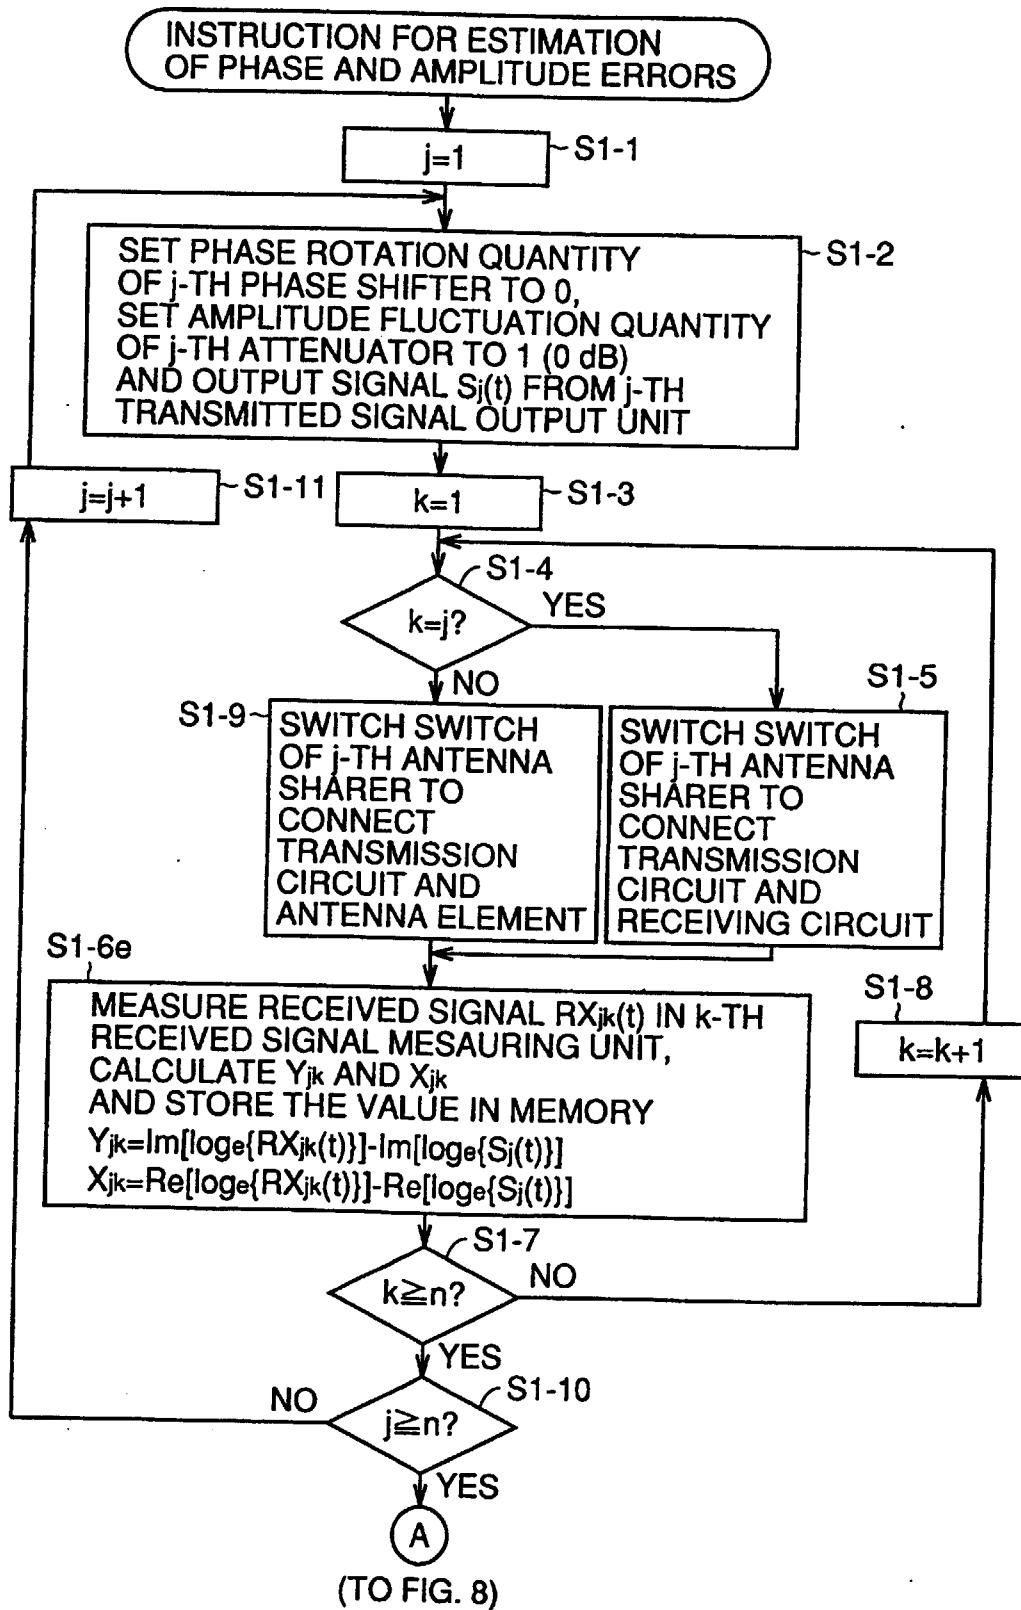 INSTRUCTION FOR ESTIMATION
OF PHASE AND AMPLITUDE ERRORS
j=1
S1-1
SET PHASE ROTATION QUANTITY
OF j-TH PHASE SHIFTER TO 0,
SET AMPLITUDE FLUCTUATION QUANTITY
OF j-TH ATTENUATOR TO 1 (0 dB)
AND OUTPUT SIGNAL Sj(t) FROM j-TH
TRANSMITTED SIGNAL OUTPUT UNIT
S1-2
j=j+1
S1-11
k=1
S1-3
S1-4
k=j?
YES
NO
S1-9
SWITCH SWITCH
OF j-TH ANTENNA
SHARER TO
CONNECT
TRANSMISSION
CIRCUIT AND
ANTENNA ELEMENT
S1-5
SWITCH SWITCH
OF j-TH ANTENNA
SHARER TO
CONNECT
TRANSMISSION
CIRCUIT AND
RECEIVING CIRCUIT
S1-6e
MEASURE RECEIVED SIGNAL RXjk(t) IN k-TH
RECEIVED SIGNAL MESAURING UNIT,
CALCULATE Yjk AND Xjk
AND STORE THE VALUE IN MEMORY
Yjk=Im[loge{RXjk(t)}]-Im[loge{Sj(t)}]
Xjk=Re[loge{RXjk(t)}]-Re[loge{Sj(t)}]
S1-8
k=k+1
S1-7
k≧n?
NO
YES
S1-10
NO
j≧n?
YES
A
(TO FIG. 8)